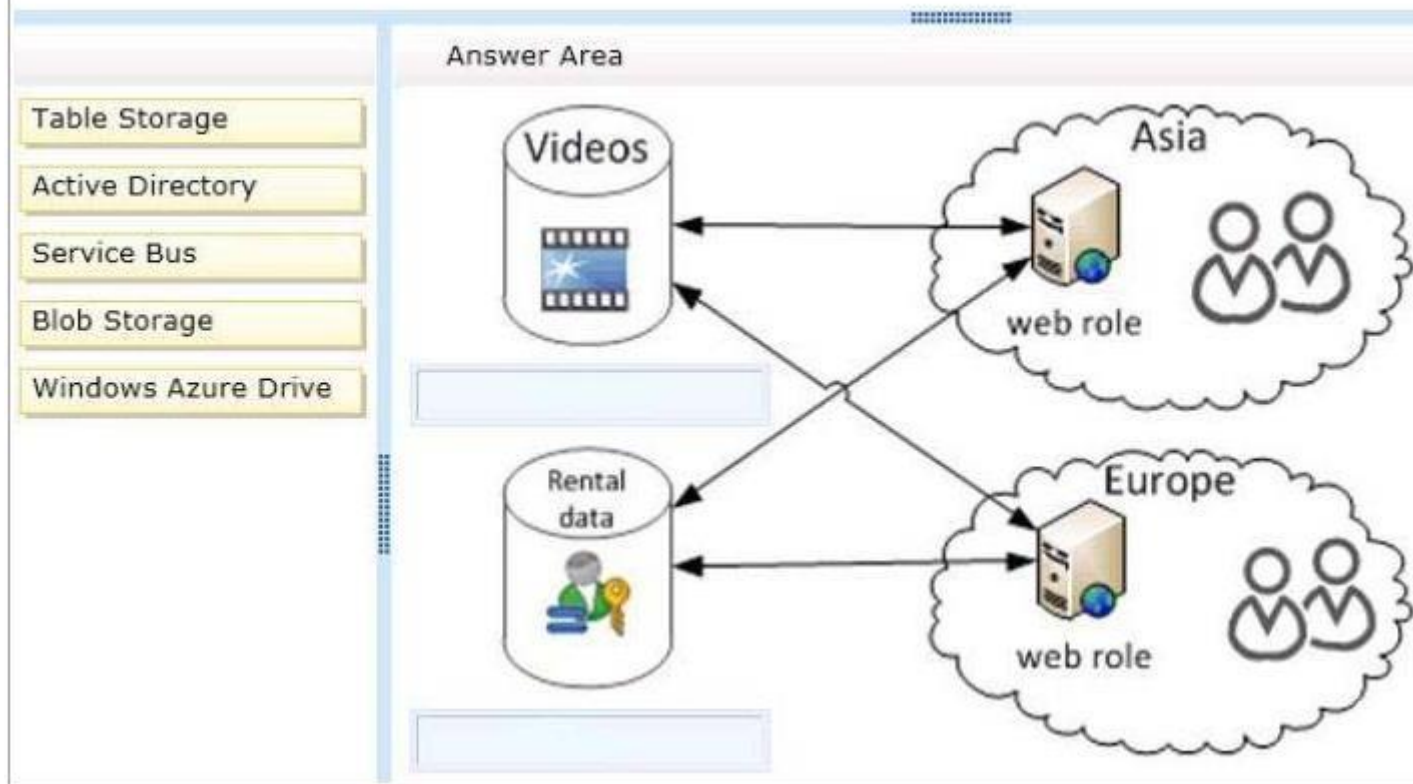 Answer Area
Table Storage
Active Directory
Service Bus
Blob Storage
Windows Azure Drive
Videos
Asia
web role
Rental
data
Europe
web role